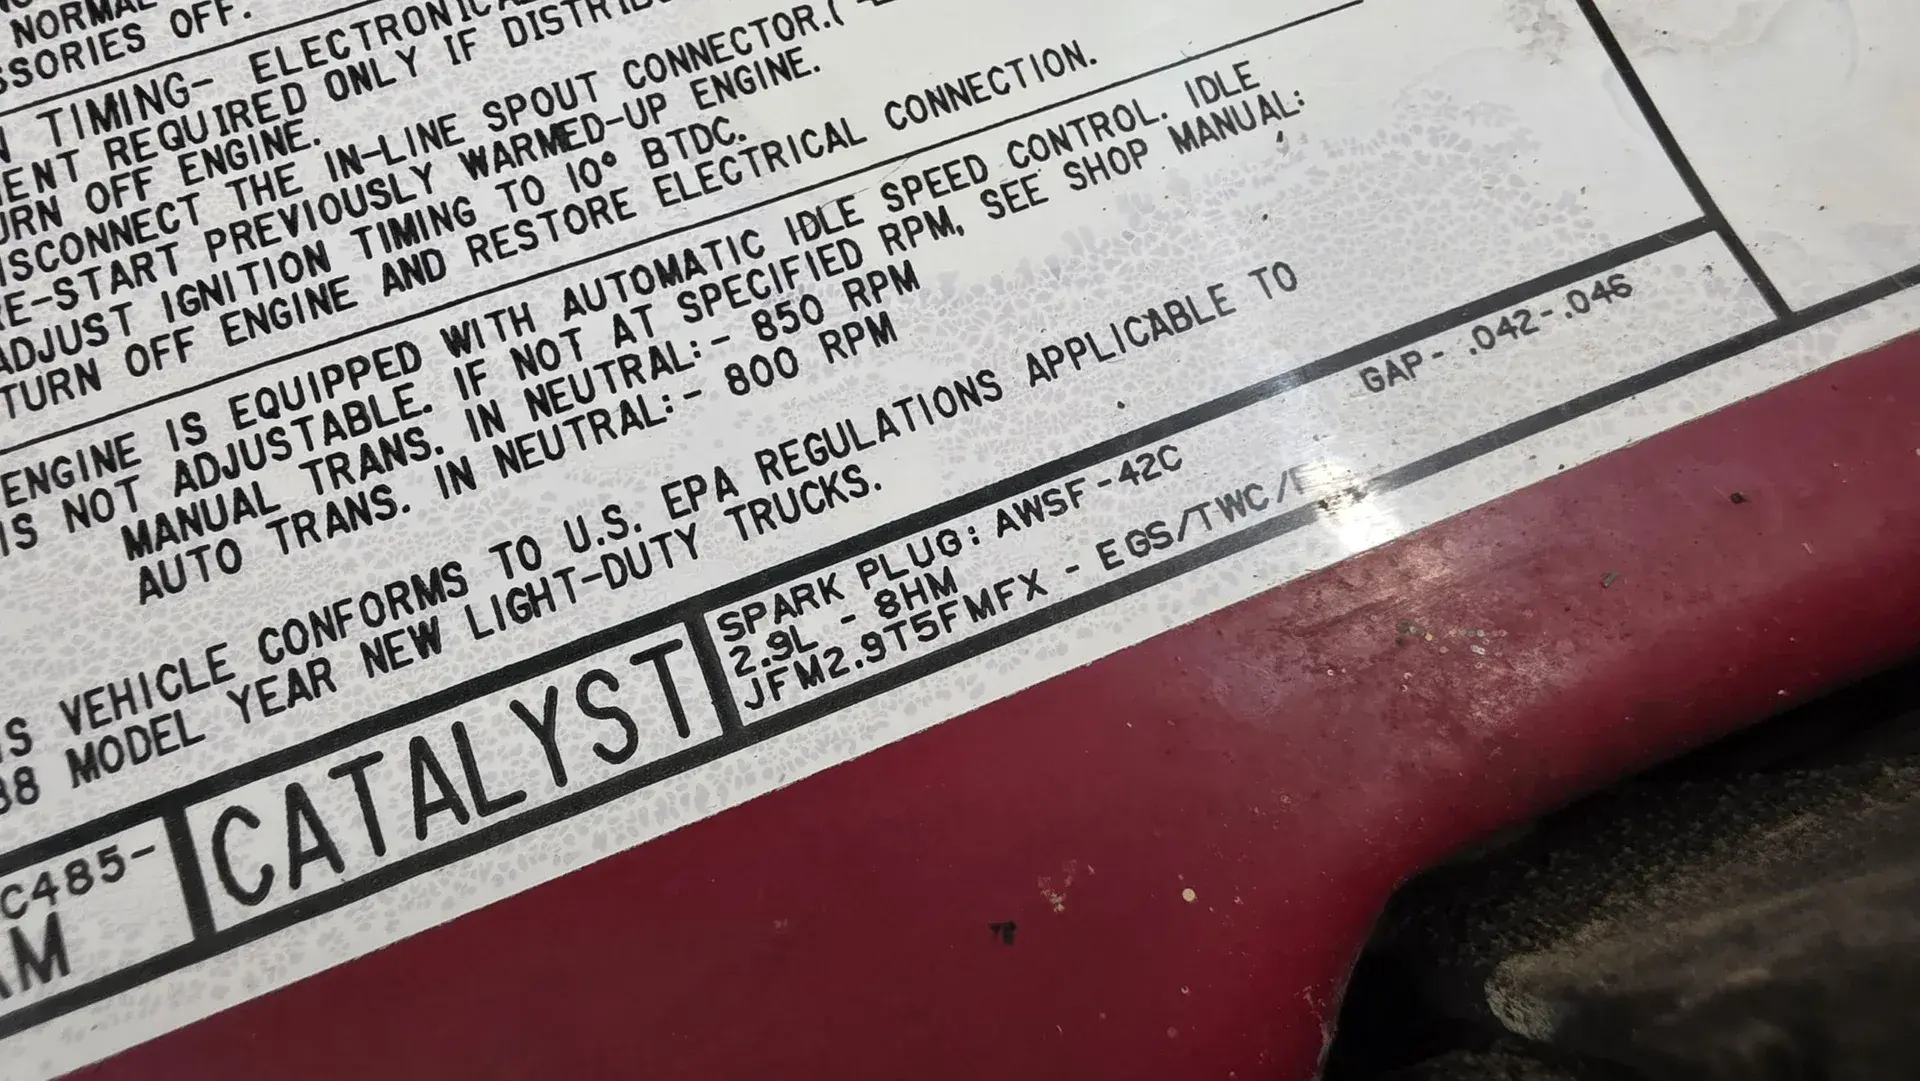 NORMAL
SSORIES OFF.
TIMING- ELECTRONIC
MENT REQUIRED ONLY IF DISTRIB
URN OFF ENGINE.
ISCONNECT THE IN-LINE SPOUT CONNECTOR.(
RE-START PREVIOUSLY WARMED-UP ENGINE.
ADJUST IGNITION TIMING TO 10° BTDC.
TURN OFF ENGINE AND RESTORE ELECTRICAL CONNECTION.
ENGINE IS EQUIPPED WITH AUTOMATIC IDLE SPEED CONTROL. IDLE
IS NOT ADJUSTABLE. IF NOT AT SPECIFIED RPM, SEE SHOP MANUAL:
MANUAL TRANS. IN NEUTRAL:- 850 RPM
AUTO TRANS. IN NEUTRAL:- 800 RPM
IS VEHICLE CONFORMS TO U.S. EPA REGULATIONS APPLICABLE TO
88 MODEL YEAR NEW LIGHT-DUTY TRUCKS.
C485-
AM
CATALYST
SPARK PLUG: AWSF-42C GAP- .042-.046
2.9L - 8HM
JFM2.9T5FMFX - EGS/TWC/F